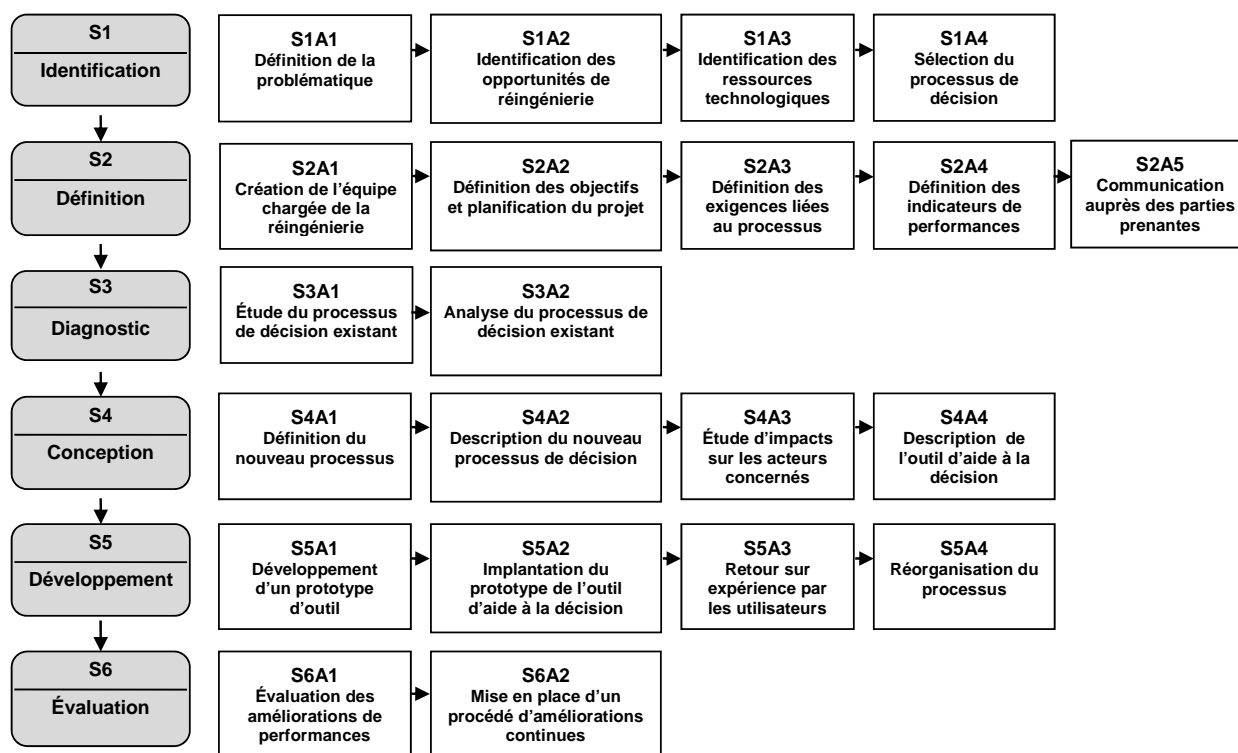 S1
Identification
S1A1
Définition de la
problématique
S1A2
Identification des
opportunités de
réingénierie
S1A3
Identification des
ressources
technologiques
S1A4
Sélection du
processus de
décision
S2
Définition
S2A1
Création de l'équipe
chargée de la
réingénierie
S2A2
Définition des objectifs
et planification du projet
S2A3
Définition des
exigences liées
au processus
S2A4
Définition des
indicateurs de
performances
S2A5
Communication
auprès des parties
prenantes
S3
Diagnostic
S3A1
Étude du processus
de décision existant
S3A2
Analyse du processus de
décision existant
S4
Conception
S4A1
Définition du
nouveau processus
S4A2
Description du nouveau
processus de décision
S4A3
Étude d'impacts
sur les acteurs
concernés
S4A4
Description de
l'outil d'aide à la
décision
S5
Développement
S5A1
Développement
d'un prototype
d'outil
S5A2
Implantation du
prototype de l'outil
d'aide à la décision
S5A3
Retour sur
expérience par
les utilisateurs
S5A4
Réorganisation du
processus
S6
Évaluation
S6A1
Évaluation des
améliorations de
performances
S6A2
Mise en place d'un
procédé d'améliorations
continues